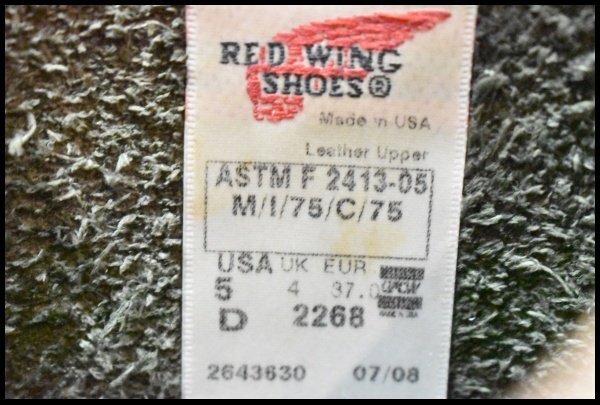 RED WING
SHOES®
Made in USA
Leather Upper
ASTM F 2413-05
M/I/75/C/75
USA UK EUR
5 4 37.0
D 2268
2643630 07/08